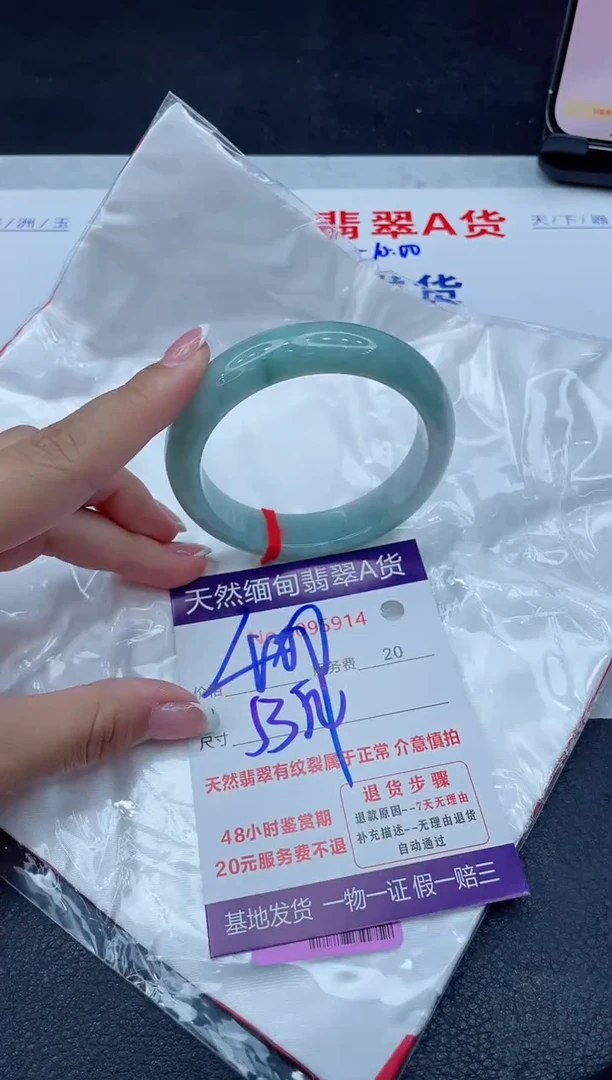 翡翠A货
天/下/
/洲/玉
货
天然缅甸翡翠A货
5914
务费 20
尺寸 53
天然翡翠有纹裂属于正常 介意慎拍
48小时鉴赏期
20元服务费不退
退货步骤
退款原因--7天无理由
补充描述--无理由退货
自动通过
基地发货 一物一证 假一赔三